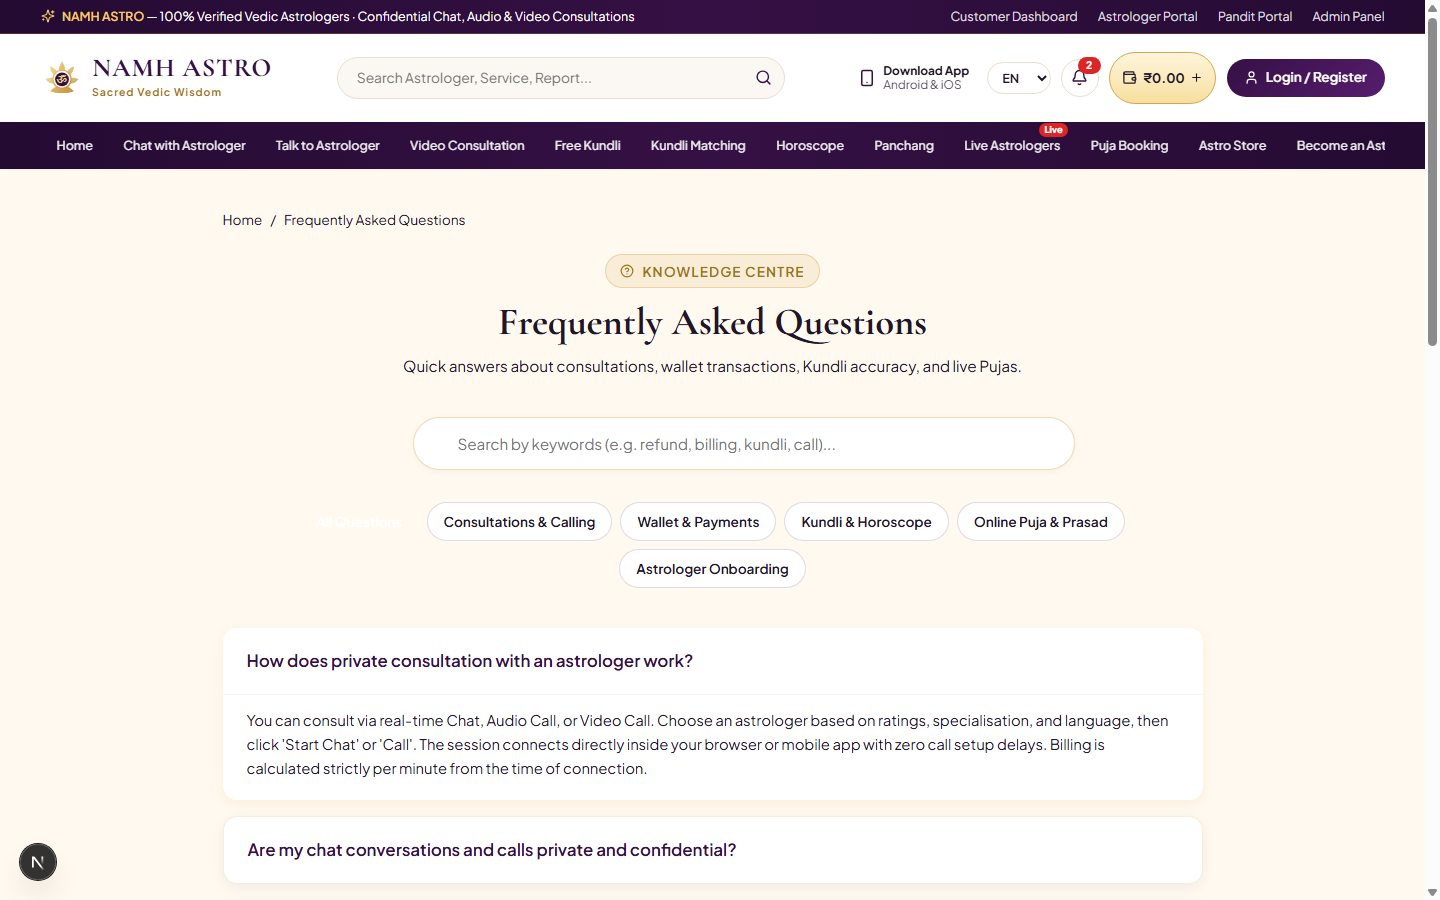 NAMH ASTRO — 100% Verified Vedic Astrologers · Confidential Chat, Audio & Video Consultations
Customer Dashboard Astrologer Portal Pandit Portal Admin Panel
NAMH ASTRO
Sacred Vedic Wisdom
Search Astrologer, Service, Report...
Download App
Android & iOS
EN
2
₹0.00 +
Login / Register
Live
Home Chat with Astrologer Talk to Astrologer Video Consultation Free Kundli Kundli Matching Horoscope Panchang Live Astrologers Puja Booking Astro Store Become an Ast
Home / Frequently Asked Questions
KNOWLEDGE CENTRE
Frequently Asked Questions
Quick answers about consultations, wallet transactions, Kundli accuracy, and live Pujas.
Search by keywords (e.g. refund, billing, kundli, call)...
All Questions Consultations & Calling Wallet & Payments Kundli & Horoscope Online Puja & Prasad
Astrologer Onboarding
How does private consultation with an astrologer work?
You can consult via real-time Chat, Audio Call, or Video Call. Choose an astrologer based on ratings, specialisation, and language, then
click 'Start Chat' or 'Call'. The session connects directly inside your browser or mobile app with zero call setup delays. Billing is
calculated strictly per minute from the time of connection.
Are my chat conversations and calls private and confidential?
N